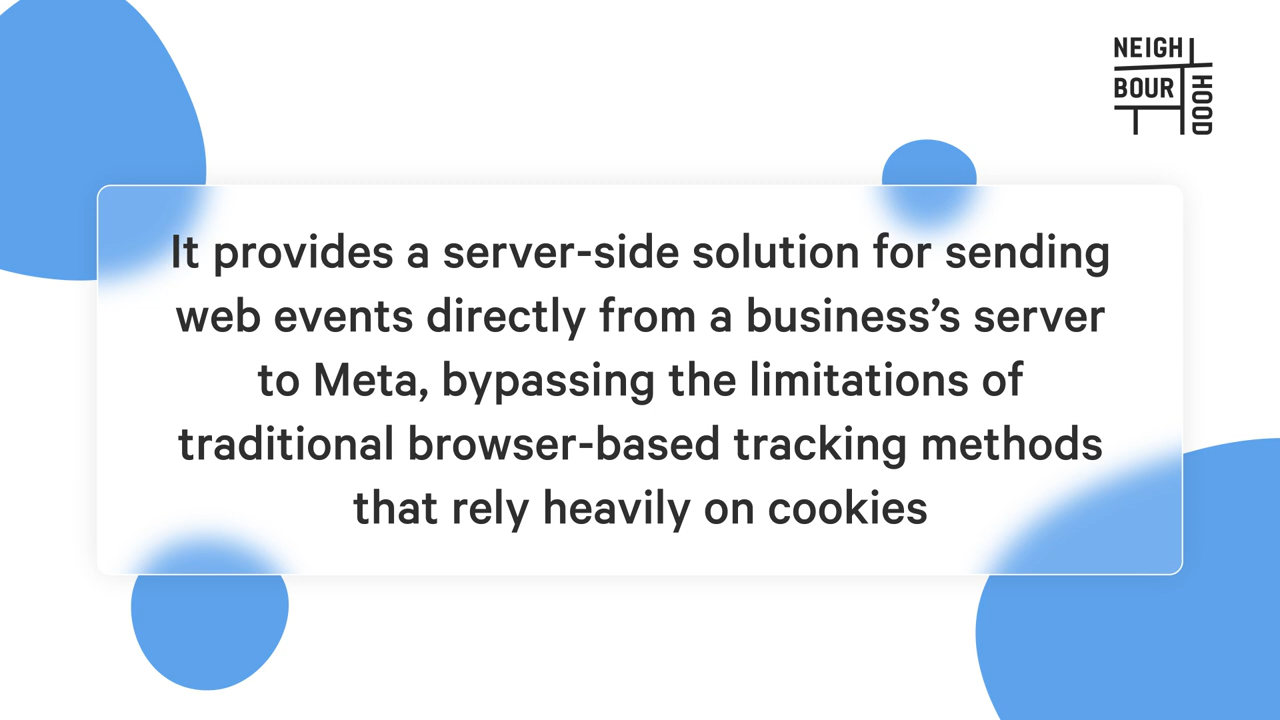 NEIGH
BOUR
HOOD
It provides a server-side solution for sending
web events directly from a business’s server
to Meta, bypassing the limitations of
traditional browser-based tracking methods
that rely heavily on cookies